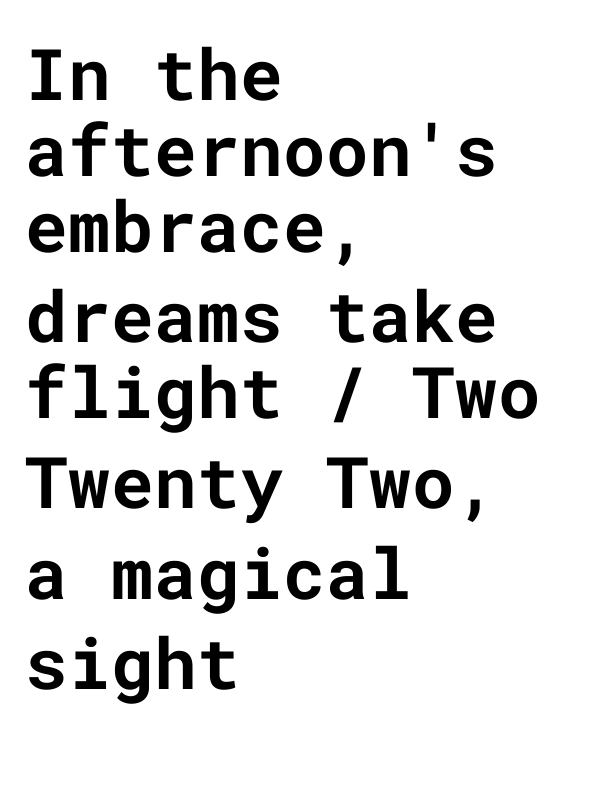 In the
afternoon's
embrace,
dreams take
flight / Two
Twenty Two,
a magical
sight